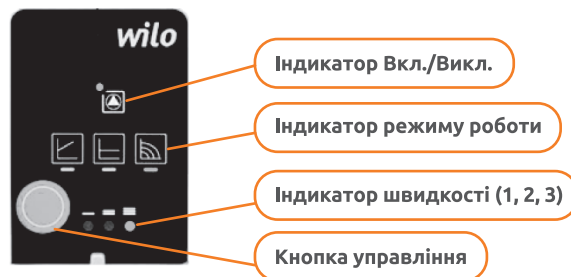 wilo
Індикатор Вкл./Викл.
Індикатор режиму роботи
Індикатор швидкості (1, 2, 3)
Кнопка управління